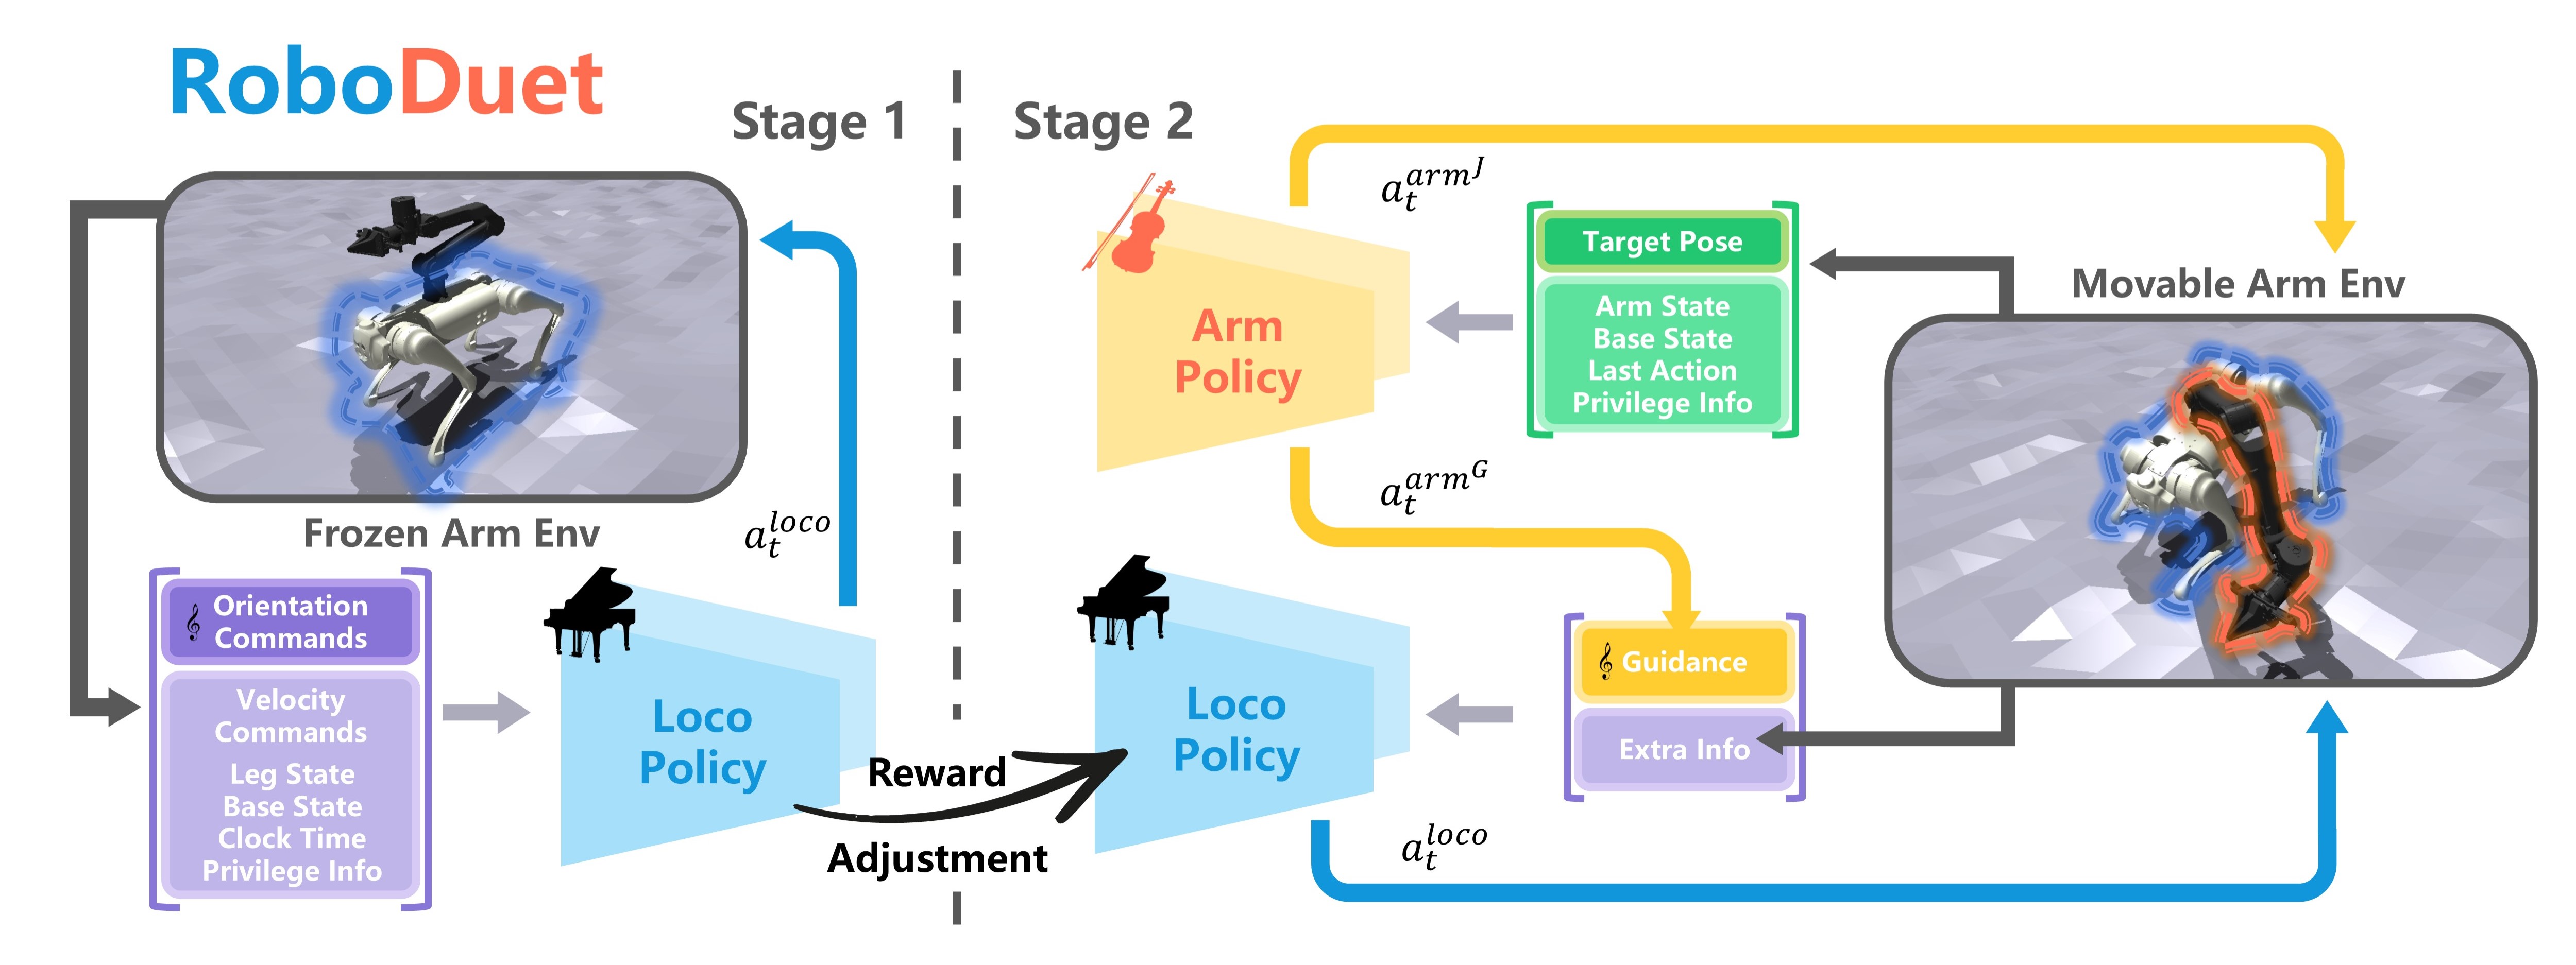 RoboDuet
Stage 1
Frozen Arm Env
Orientation
Commands
Velocity
Commands
Leg State
Base State
Clock Time
Privilege Info
Loco
Policy
a_t^{loco}
Reward
Adjustment
Stage 2
Arm
Policy
a_t^{arm^J}
Target Pose
Arm State
Base State
Last Action
Privilege Info
Movable Arm Env
a_t^{arm^G}
Loco
Policy
Guidance
Extra Info
a_t^{loco}